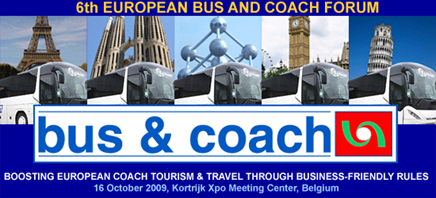 6th EUROPEAN BUS AND COACH FORUM
bus & coach
BOOSTING EUROPEAN COACH TOURISM & TRAVEL THROUGH BUSINESS-FRIENDLY RULES
16 October 2009, Kortrijk Xpo Meeting Center, Belgium